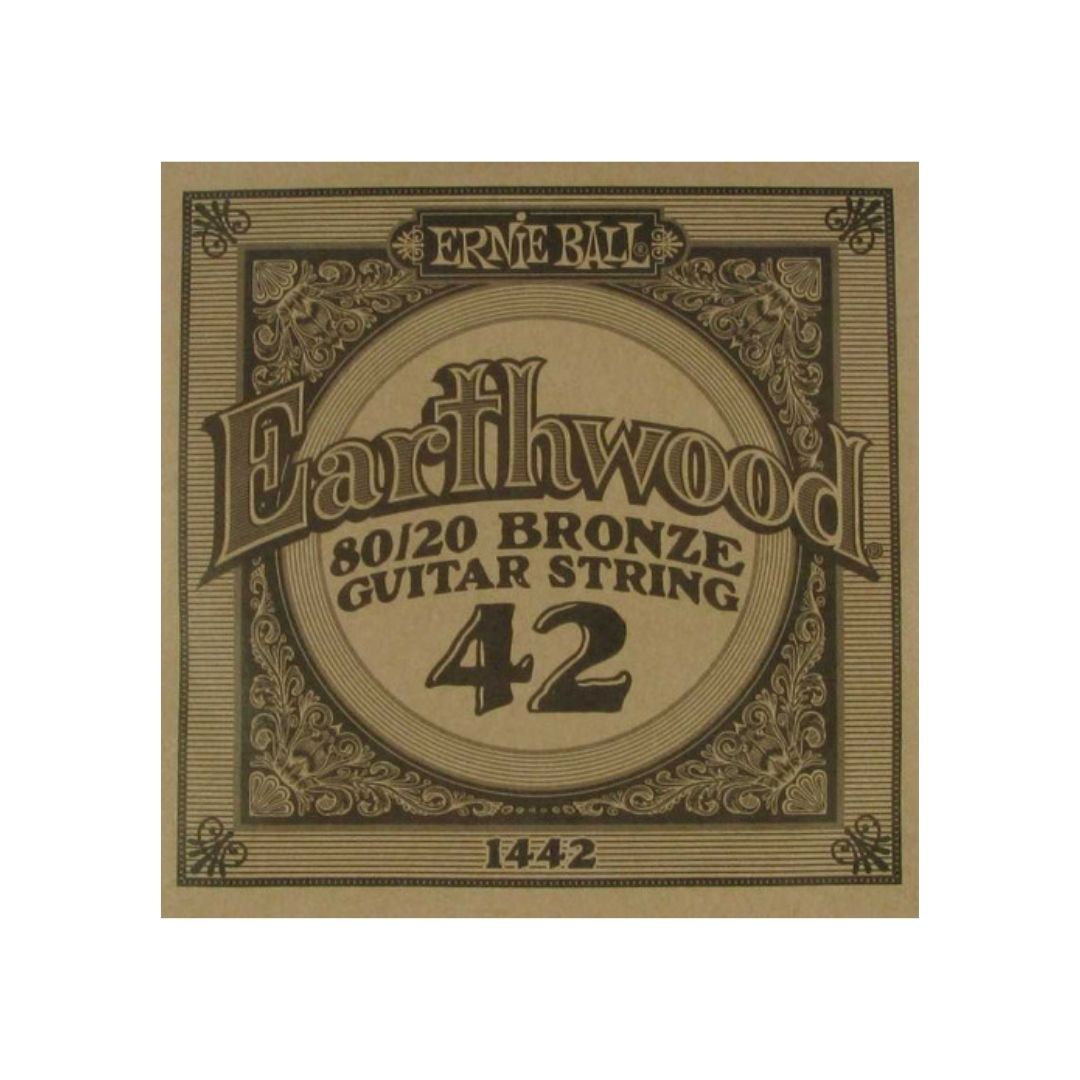 ERNIE BALL®
Earthwood®
80/20 BRONZE
GUITAR STRING
42
1442